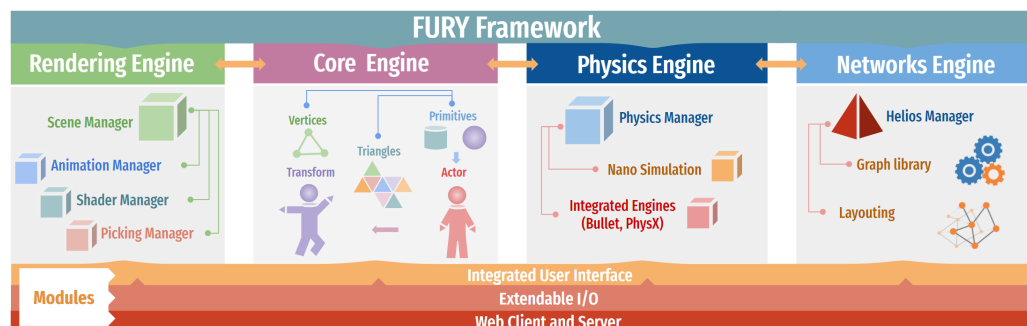 FURY Framework
Rendering Engine
Core Engine
Physics Engine
Networks Engine
Scene Manager
Animation Manager
Shader Manager
Picking Manager
Vertices
Primitives
Triangles
Transform
Actor
Physics Manager
Nano Simulation
Integrated Engines
(Bullet, PhysX)
Helios Manager
Graph library
Layouting
Modules
Integrated User Interface
Extendable I/O
Web Client and Server